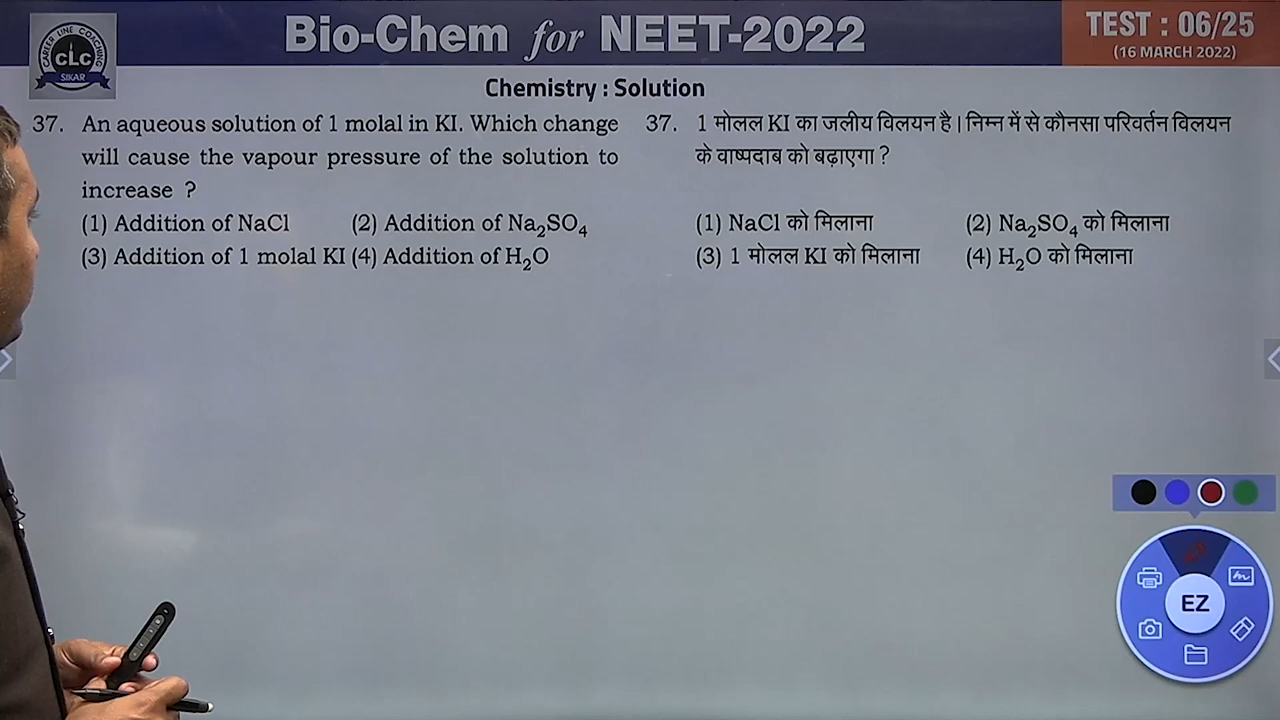 CAREER LINE COACHING
CLC
SIKAR
Bio-Chem for NEET-2022
TEST : 06/25
(16 MARCH 2022)
Chemistry : Solution
37. An aqueous solution of 1 molal in KI. Which change
will cause the vapour pressure of the solution to
increase ?
(1) Addition of NaCl (2) Addition of Na₂SO₄
(3) Addition of 1 molal KI (4) Addition of H₂O
37. 1 मोलल KI का जलीय विलयन है। निम्न में से कौनसा परिवर्तन विलयन
के वाष्पदाब को बढ़ाएगा ?
(1) NaCl को मिलाना (2) Na₂SO₄ को मिलाना
(3) 1 मोलल KI को मिलाना (4) H₂O को मिलाना
EZ